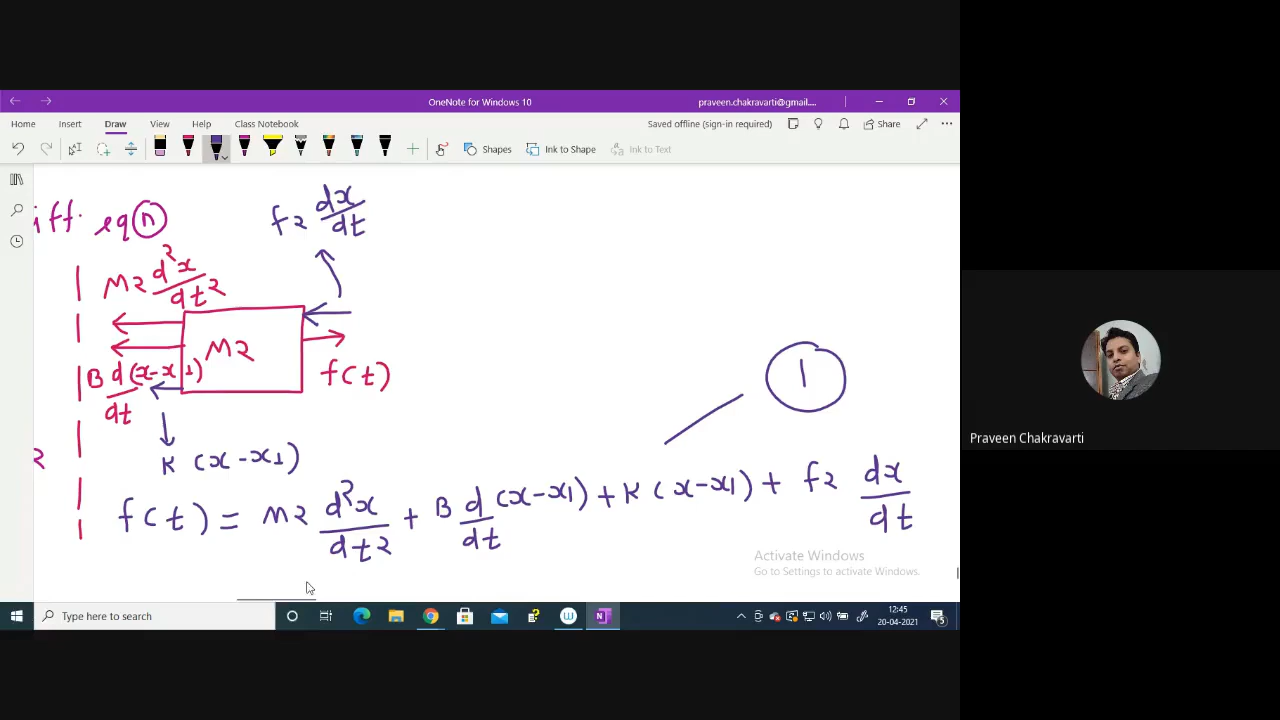 OneNote for Windows 10
praveen.chakravarti@gmail....
Home Insert Draw View Help Class Notebook
Saved offline (sign-in required)
Share
Shapes
Ink to Shape
Ink to Text
iff. eq(n)
f2 dx/dt
M2 d²x/dt2
M2
f(t)
B d/dt (x-x1)
K (x-x1)
2
1
f(t) = M2 d²x/dt2 + B d/dt (x-x1) + K (x-x1) + f2 dx/dt
Activate Windows
Go to Settings to activate Windows.
Type here to search
12:45
20-04-2021
5
Praveen Chakravarti